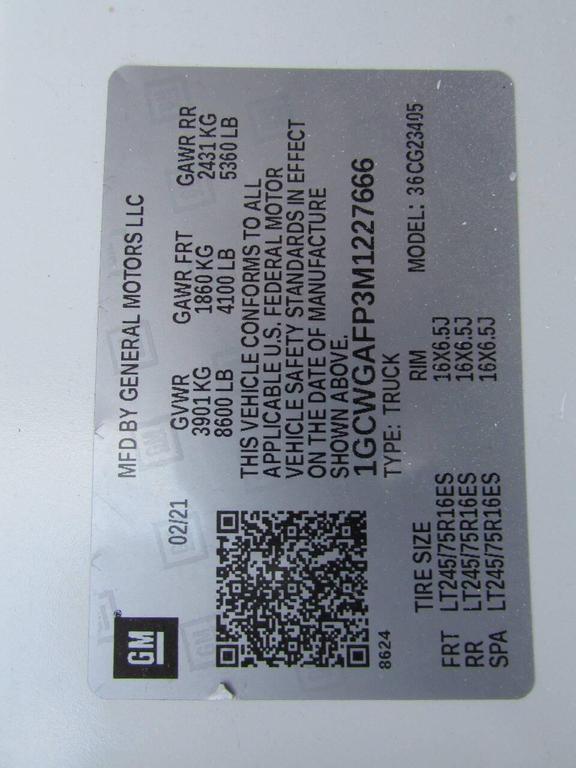 GM®
02/21
MFD BY GENERAL MOTORS LLC
GVWR GAWR FRT GAWR RR
3901 KG 1860 KG 2431 KG
8600 LB 4100 LB 5360 LB
THIS VEHICLE CONFORMS TO ALL
APPLICABLE U.S. FEDERAL MOTOR
VEHICLE SAFETY STANDARDS IN EFFECT
ON THE DATE OF MANUFACTURE
SHOWN ABOVE.
1GCWGAFP3M1227666
TYPE: TRUCK
8624
MODEL: 36CG23405
TIRE SIZE RIM
FRT LT245/75R16ES 16X6.5J
RR LT245/75R16ES 16X6.5J
SPA LT245/75R16ES 16X6.5J